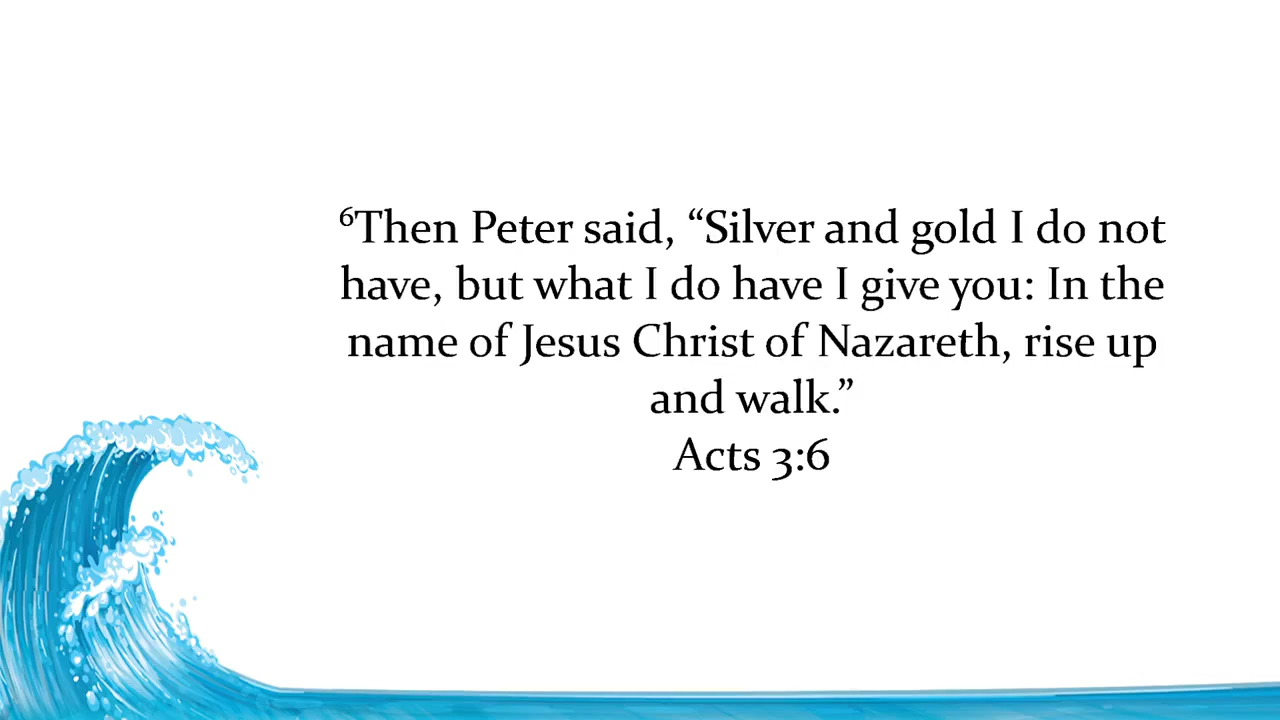 ⁶Then Peter said, “Silver and gold I do not
have, but what I do have I give you: In the
name of Jesus Christ of Nazareth, rise up
and walk.”
Acts 3:6